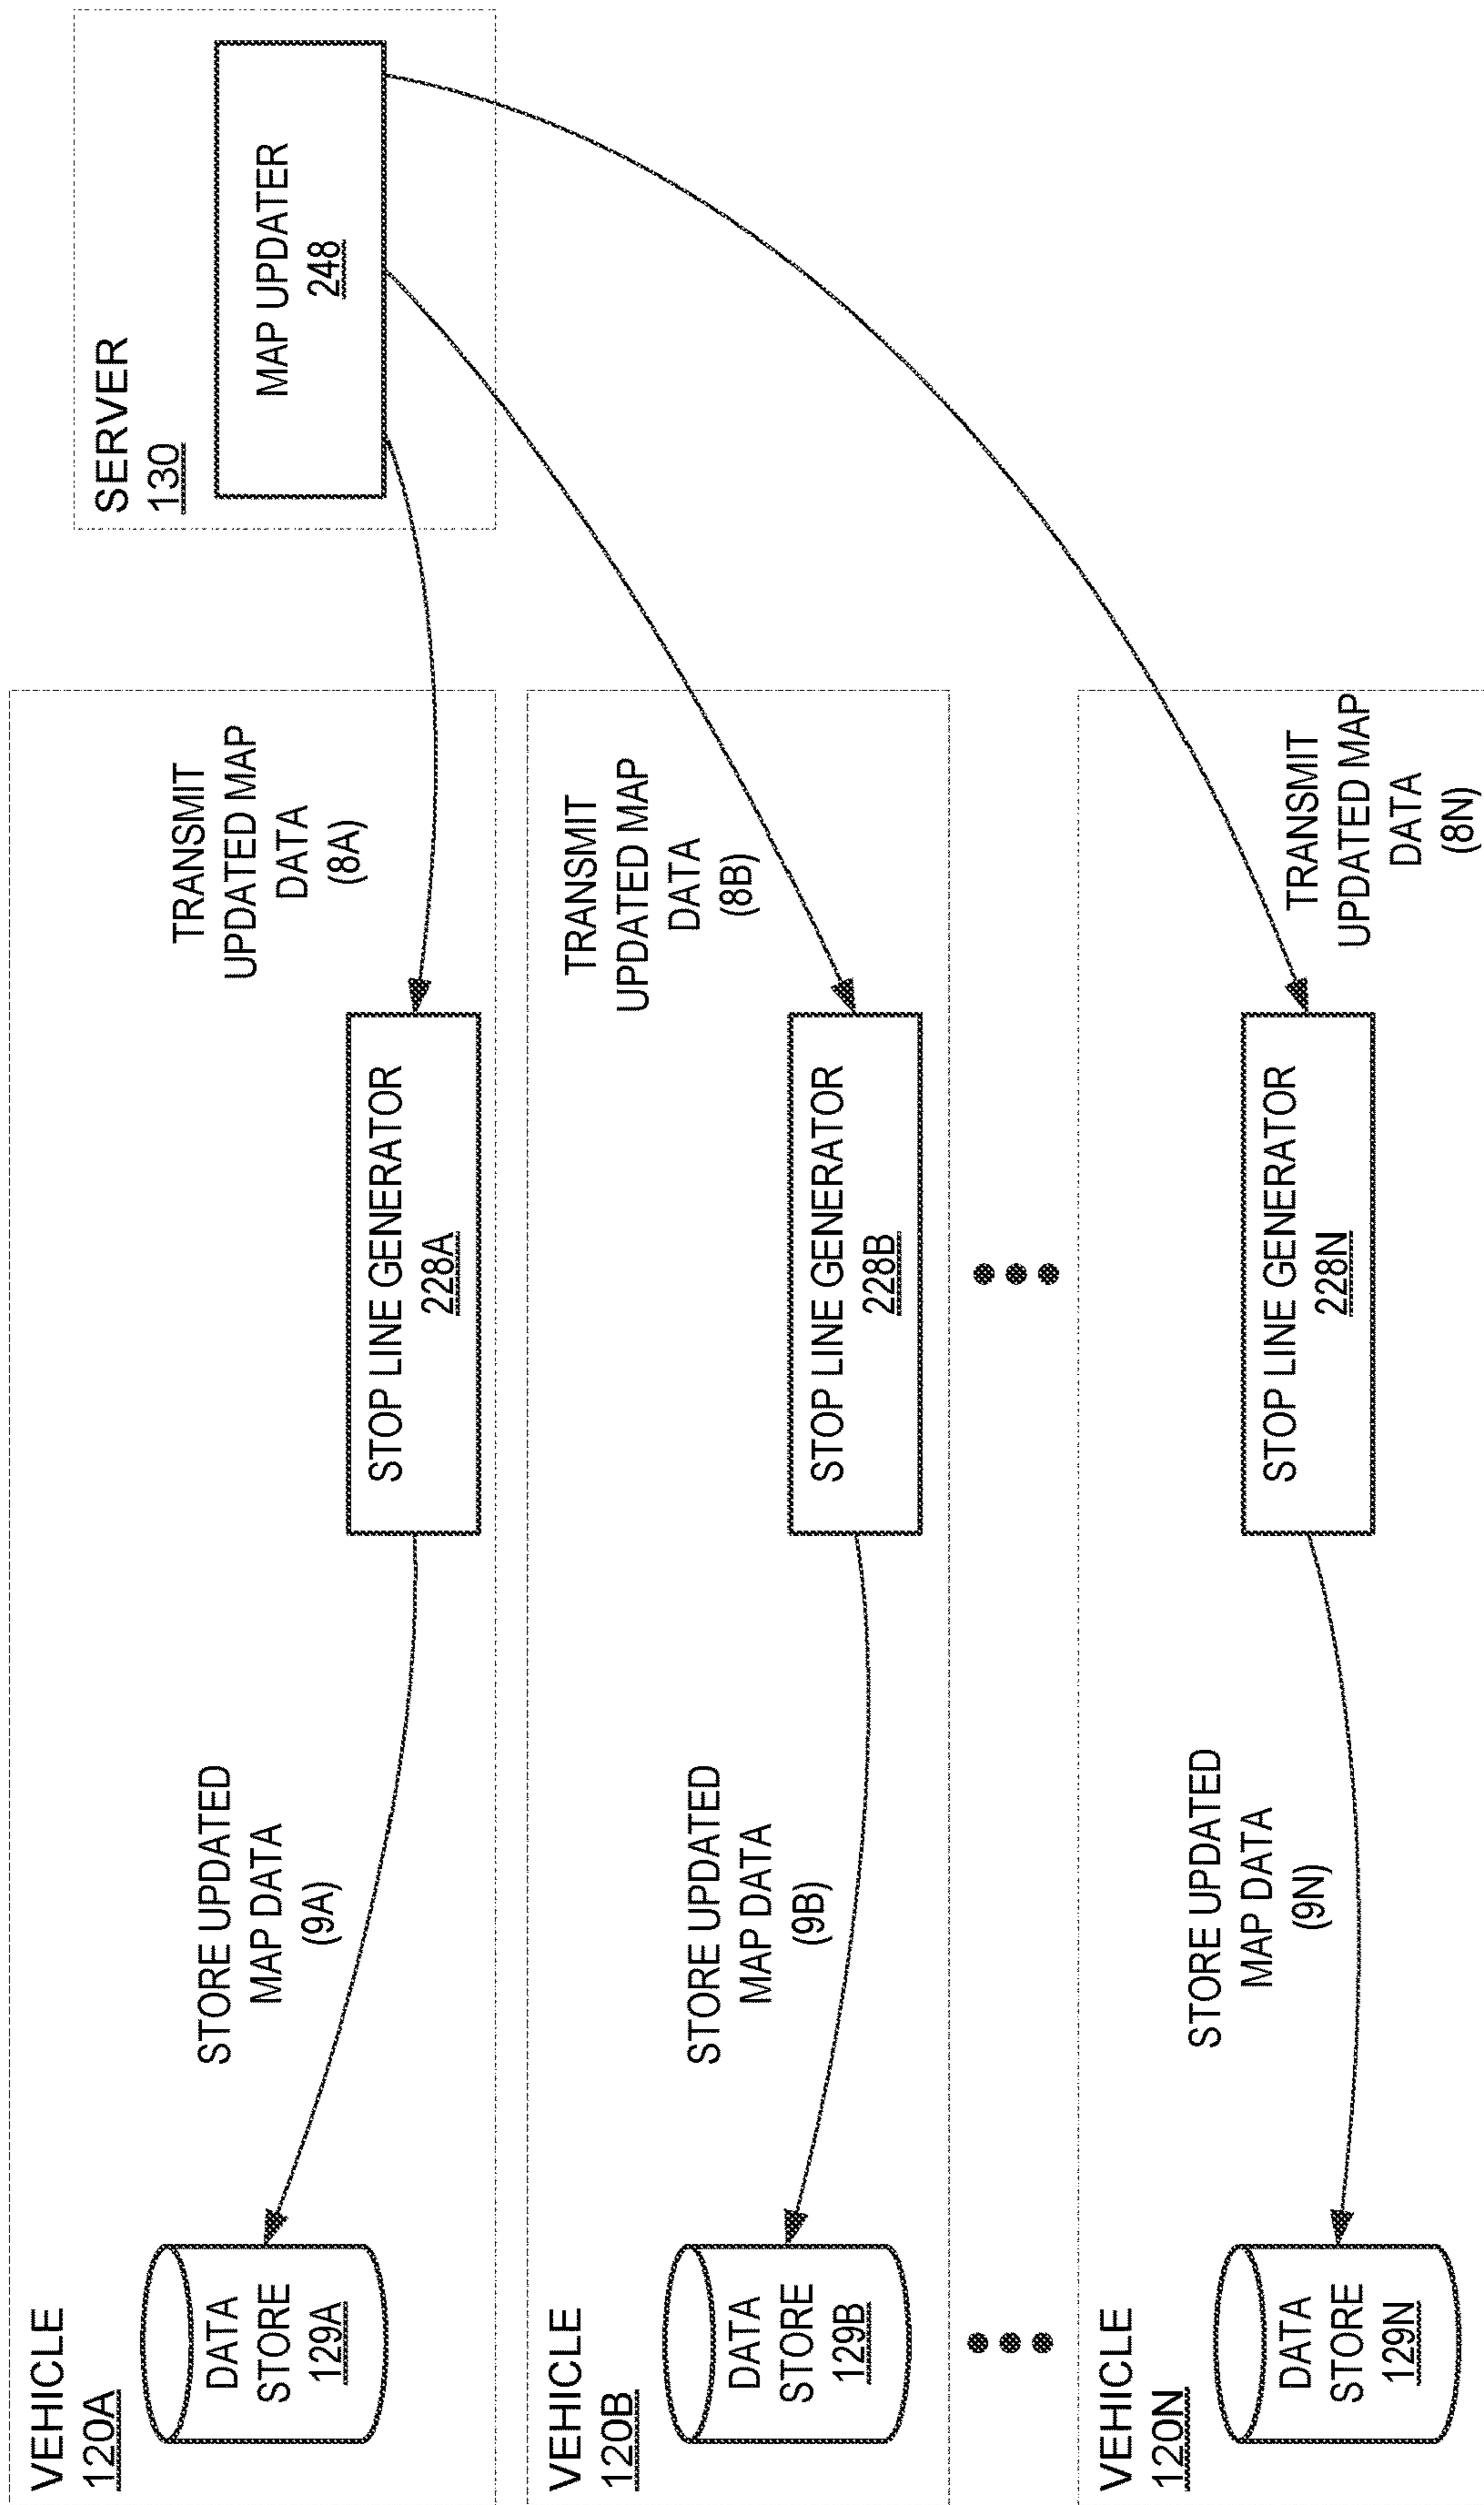 SERVER
130
MAP UPDATER
248
VEHICLE
120A
DATA
STORE
129A
STORE UPDATED
MAP DATA
(9A)
STOP LINE GENERATOR
228A
TRANSMIT
UPDATED MAP
DATA
(8A)
VEHICLE
120B
DATA
STORE
129B
STORE UPDATED
MAP DATA
(9B)
STOP LINE GENERATOR
228B
TRANSMIT
UPDATED MAP
DATA
(8B)
VEHICLE
120N
DATA
STORE
129N
STORE UPDATED
MAP DATA
(9N)
STOP LINE GENERATOR
228N
TRANSMIT
UPDATED MAP
DATA
(8N)